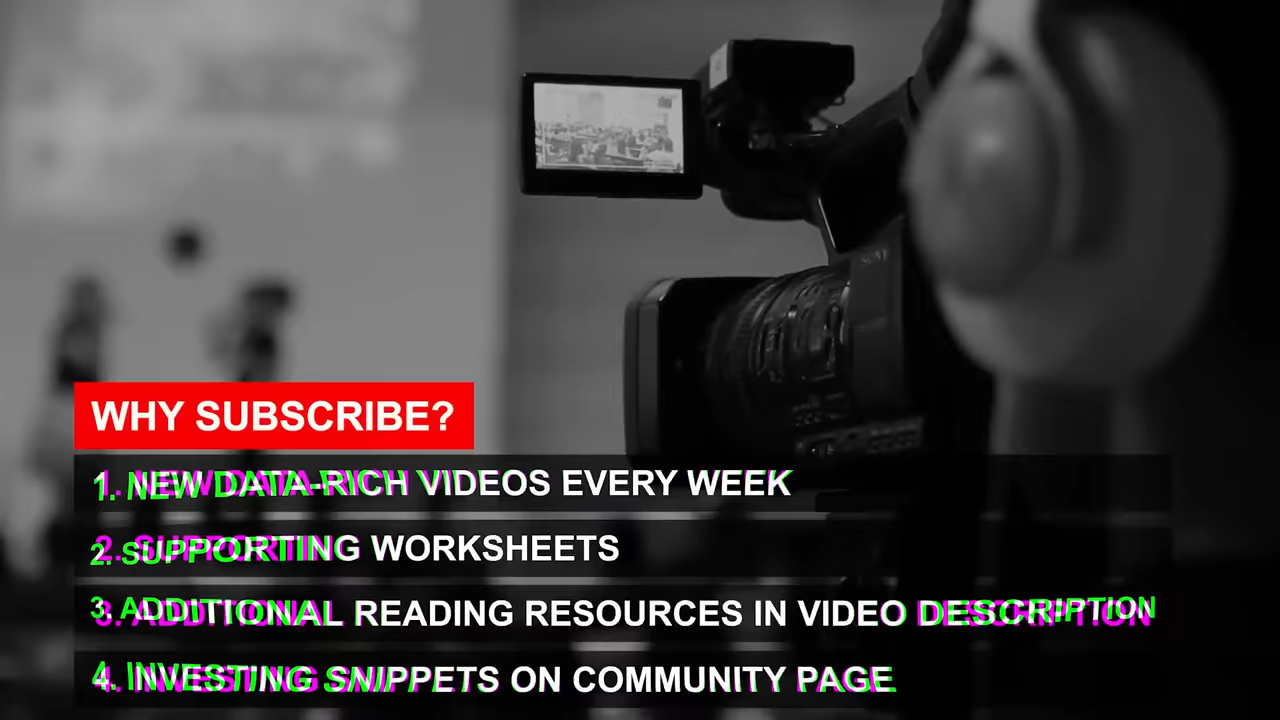 WHY SUBSCRIBE?
1. NEW DATA-RICH VIDEOS EVERY WEEK
2. SUPPORTING WORKSHEETS
3. ADDITIONAL READING RESOURCES IN VIDEO DESCRIPTION
4. INVESTING SNIPPETS ON COMMUNITY PAGE
SONY